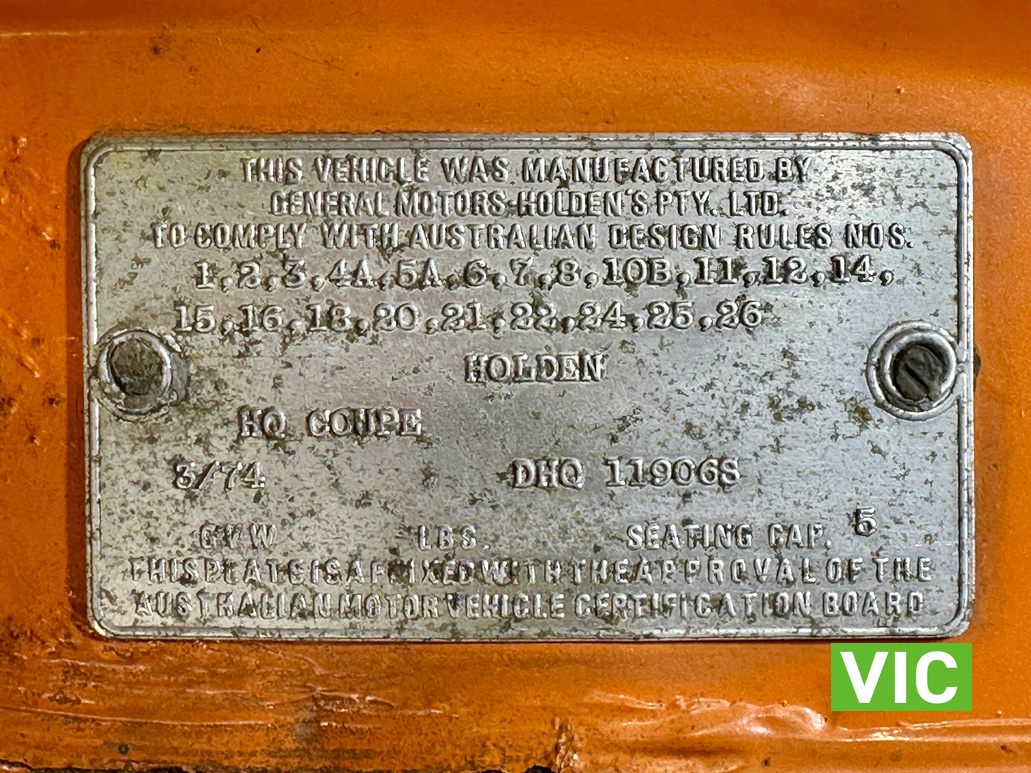 THIS VEHICLE WAS MANUFACTURED BY
GENERAL MOTORS-HOLDEN'S PTY. LTD.
TO COMPLY WITH AUSTRALIAN DESIGN RULES NOS.
1,2,3,4A,5A,6,7,8,10B,11,12,14,
15,16,18,20,21,22,24,25,26
HOLDEN
HQ COUPE
3/74 DHQ 11906S
G V W LBS. SEATING CAP. 5
THIS PLATE IS AFFIXED WITH THE APPROVAL OF THE
AUSTRALIAN MOTOR VEHICLE CERTIFICATION BOARD
VIC